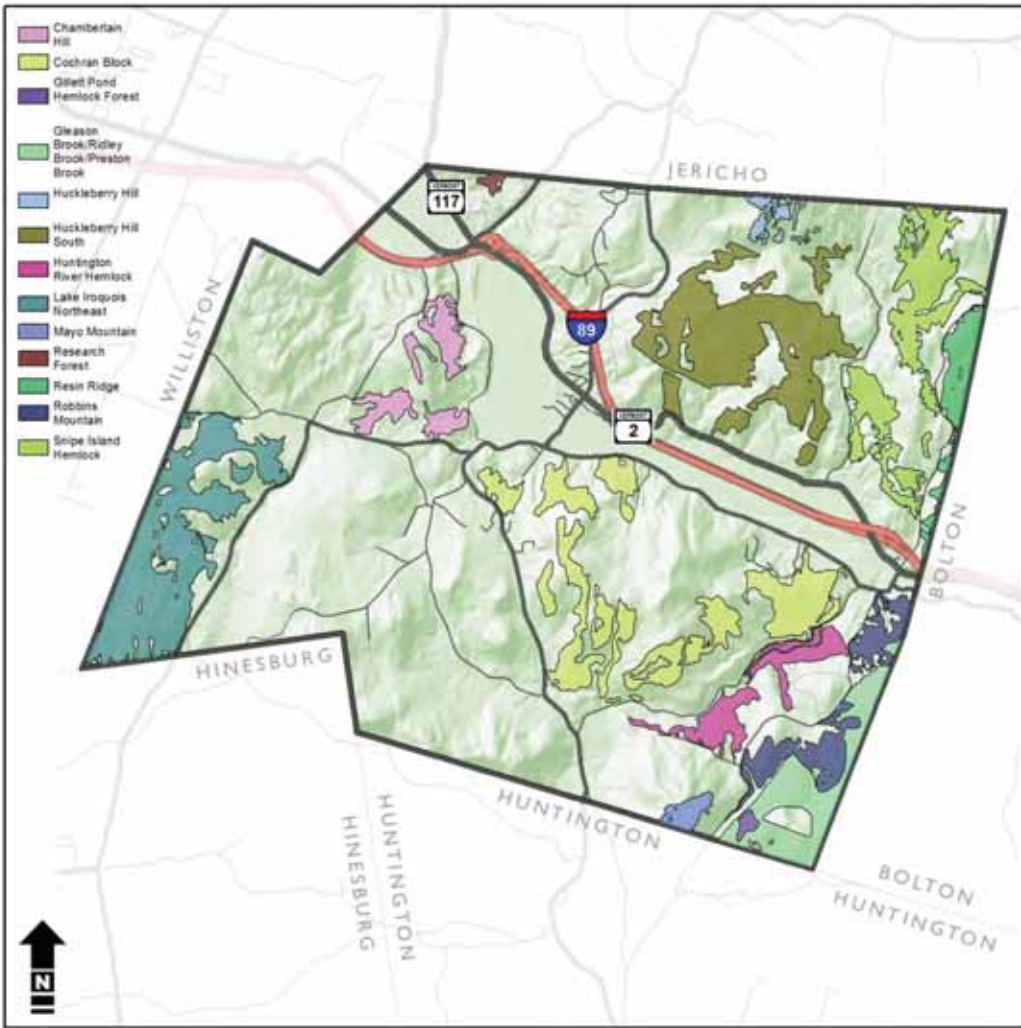 Chamberlain
Hill
Cochran Block
Gillett Pond
Hemlock Forest
Gleason
Brook/Ridley
Brook/Preston
Brook
Huckleberry Hill
Huckleberry Hill
South
Huntington
River Hemlock
Lake Iroquois
Northeast
Mayo Mountain
Research
Forest
Resin Ridge
Robbins
Mountain
Snipe Island
Hemlock
JERICHO
VERMONT
117
WILLISTON
89
VERMONT
2
BOLTON
HINESBURG
HUNTINGTON
HUNTINGTON
HINESBURG
BOLTON
HUNTINGTON
N